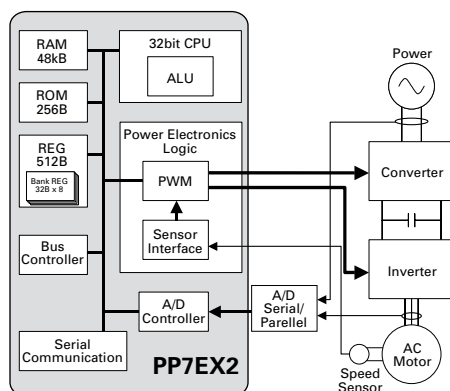 RAM
48kB
ROM
256B
REG
512B
Bank REG
32B x 8
Bus
Controller
Serial
Communication
32bit CPU
ALU
Power Electronics
Logic
PWM
Sensor
Interface
A/D
Controller
PP7EX2
A/D
Serial/
Parellel
Power
Converter
Inverter
AC
Motor
Speed
Sensor